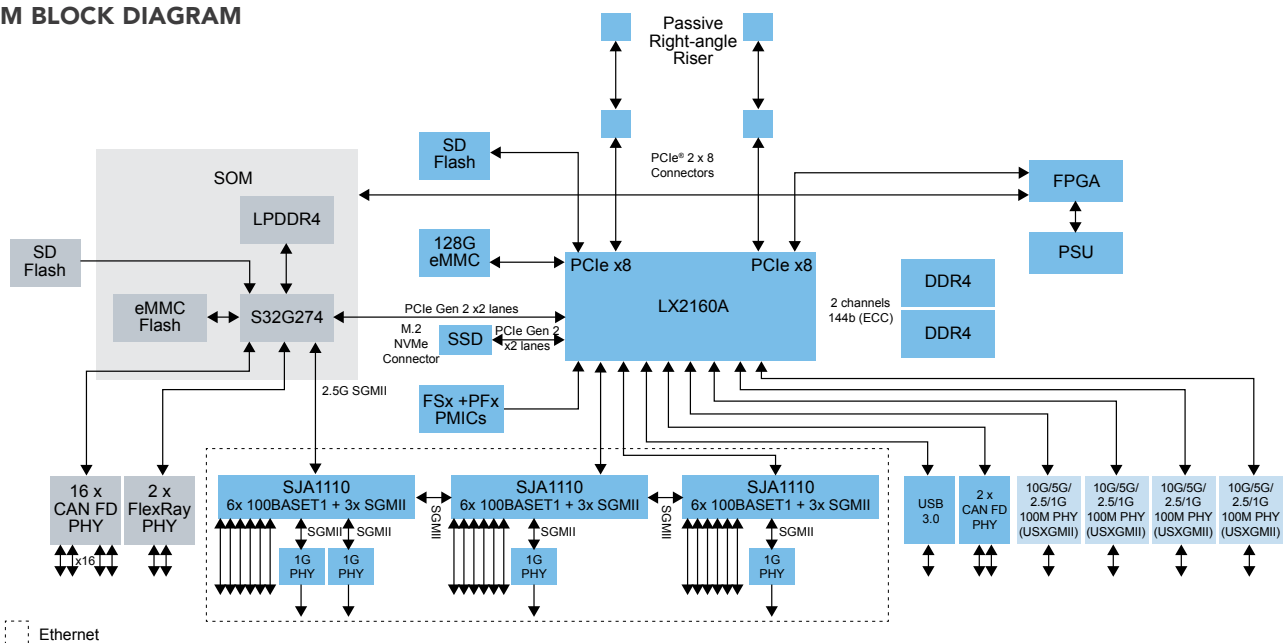 M BLOCK DIAGRAM
Passive
Right-angle
Riser
SD
Flash
PCIe® 2 x 8
Connectors
SOM
FPGA
LPDDR4
SD
Flash
128G
eMMC
PCIe x8
PCIe x8
PSU
LX2160A
DDR4
2 channels
144b (ECC)
DDR4
eMMC
Flash
S32G274
PCIe Gen 2 x2 lanes
M.2
NVMe
Connector
SSD
PCIe Gen 2
x2 lanes
2.5G SGMII
FSx +PFx
PMICs
16 x
CAN FD
PHY
2 x
FlexRay
PHY
SJA1110
6x 100BASET1 + 3x SGMII
SGMII
SJA1110
6x 100BASET1 + 3x SGMII
SGMII
SJA1110
6x 100BASET1 + 3x SGMII
USB
3.0
2 x
CAN FD
PHY
10G/5G/
2.5/1G
100M PHY
(USXGMII)
10G/5G/
2.5/1G
100M PHY
(USXGMII)
10G/5G/
2.5/1G
100M PHY
(USXGMII)
10G/5G/
2.5/1G
100M PHY
(USXGMII)
x16
SGMII
SGMII
SGMII
SGMII
1G
PHY
1G
PHY
1G
PHY
1G
PHY
Ethernet